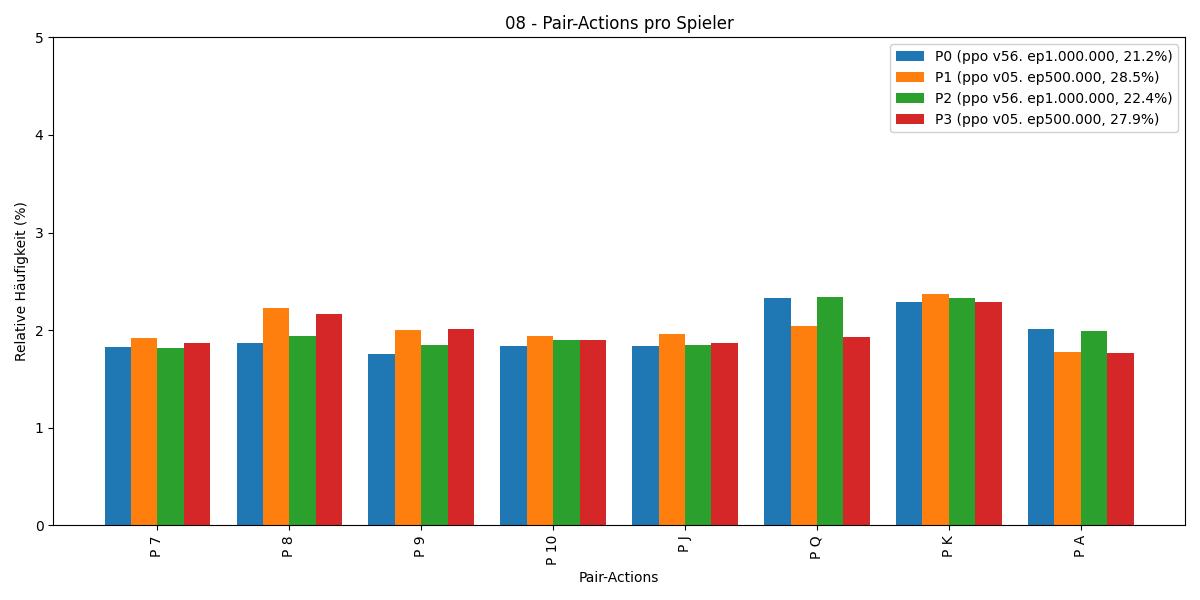 08 - Pair-Actions pro Spieler
P0 (ppo v56. ep1.000.000, 21.2%)
P1 (ppo v05. ep500.000, 28.5%)
P2 (ppo v56. ep1.000.000, 22.4%)
P3 (ppo v05. ep500.000, 27.9%)
Relative Häufigkeit (%)
5
4
3
2
1
0
P 7
P 8
P 9
P 10
P J
P Q
P K
P A
Pair-Actions